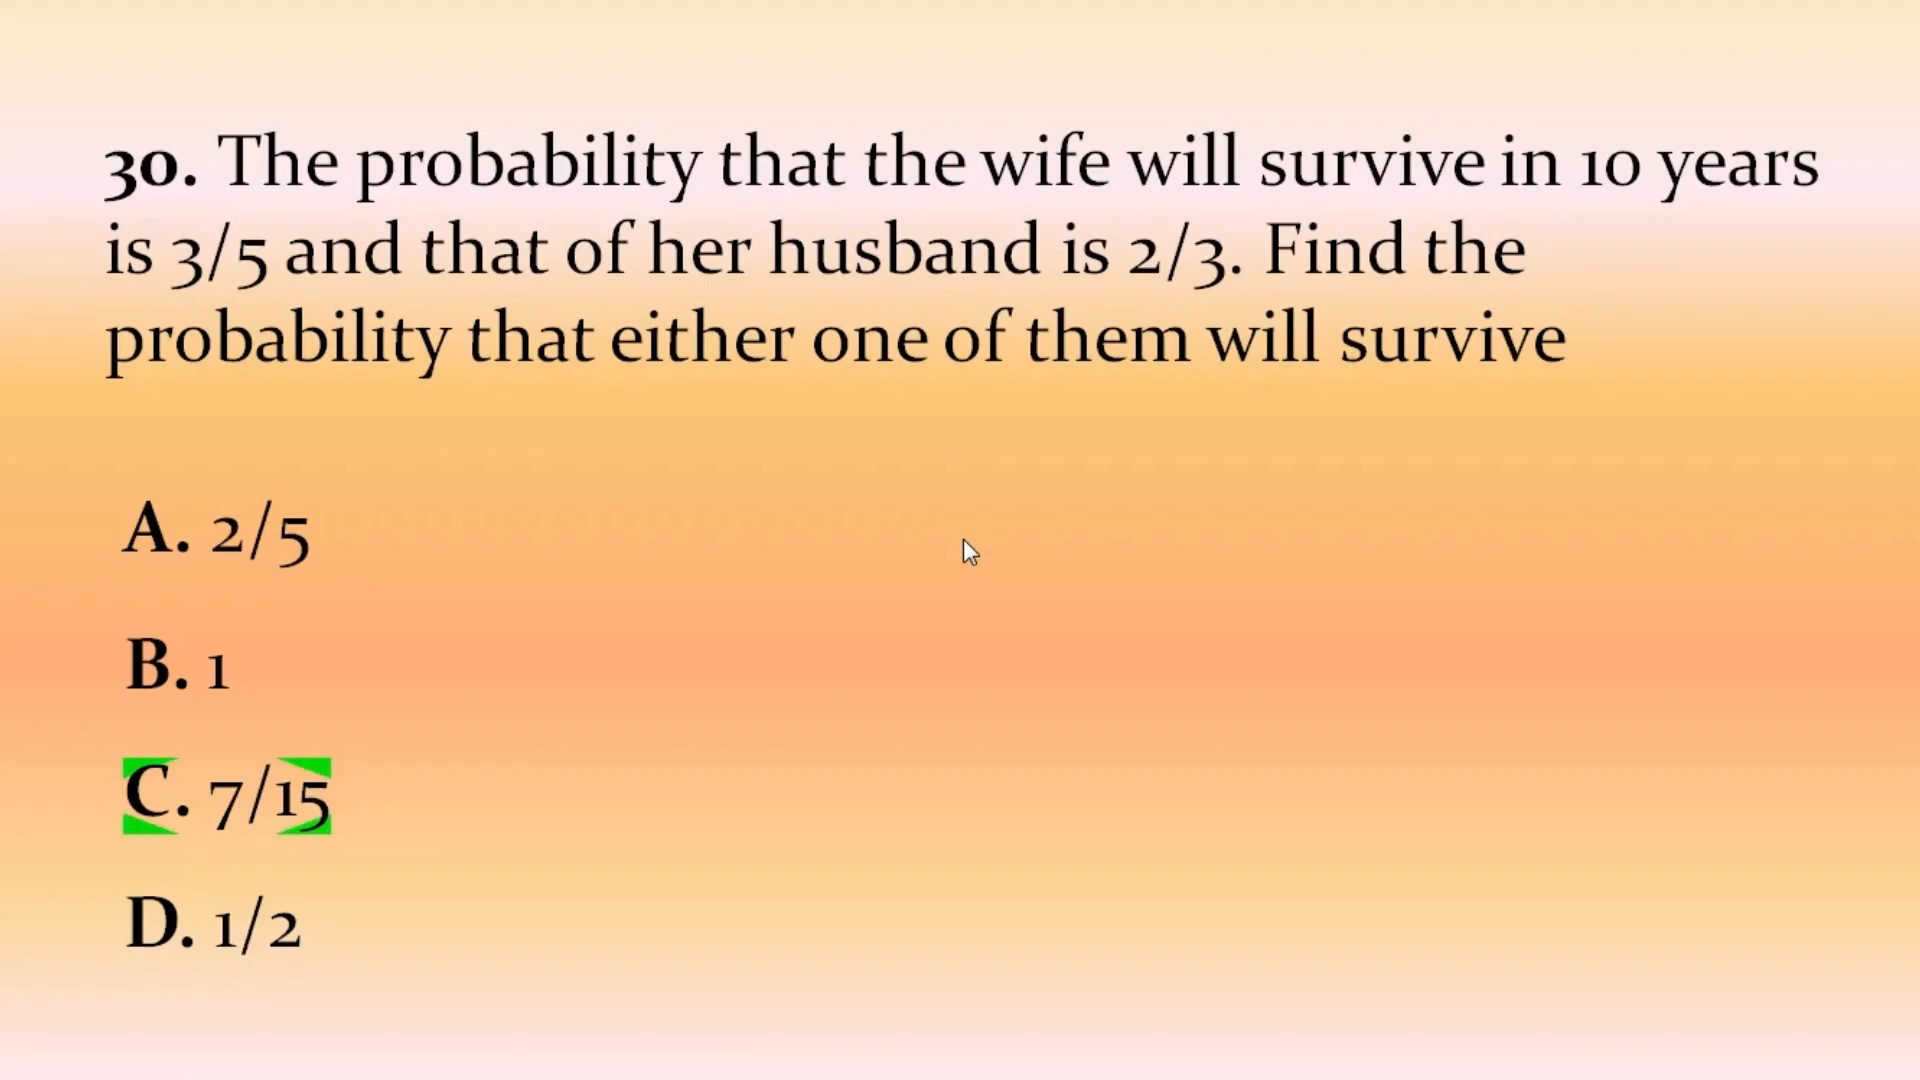 30. The probability that the wife will survive in 10 years
is 3/5 and that of her husband is 2/3. Find the
probability that either one of them will survive
A. 2/5
B. 1
C. 7/15
D. 1/2